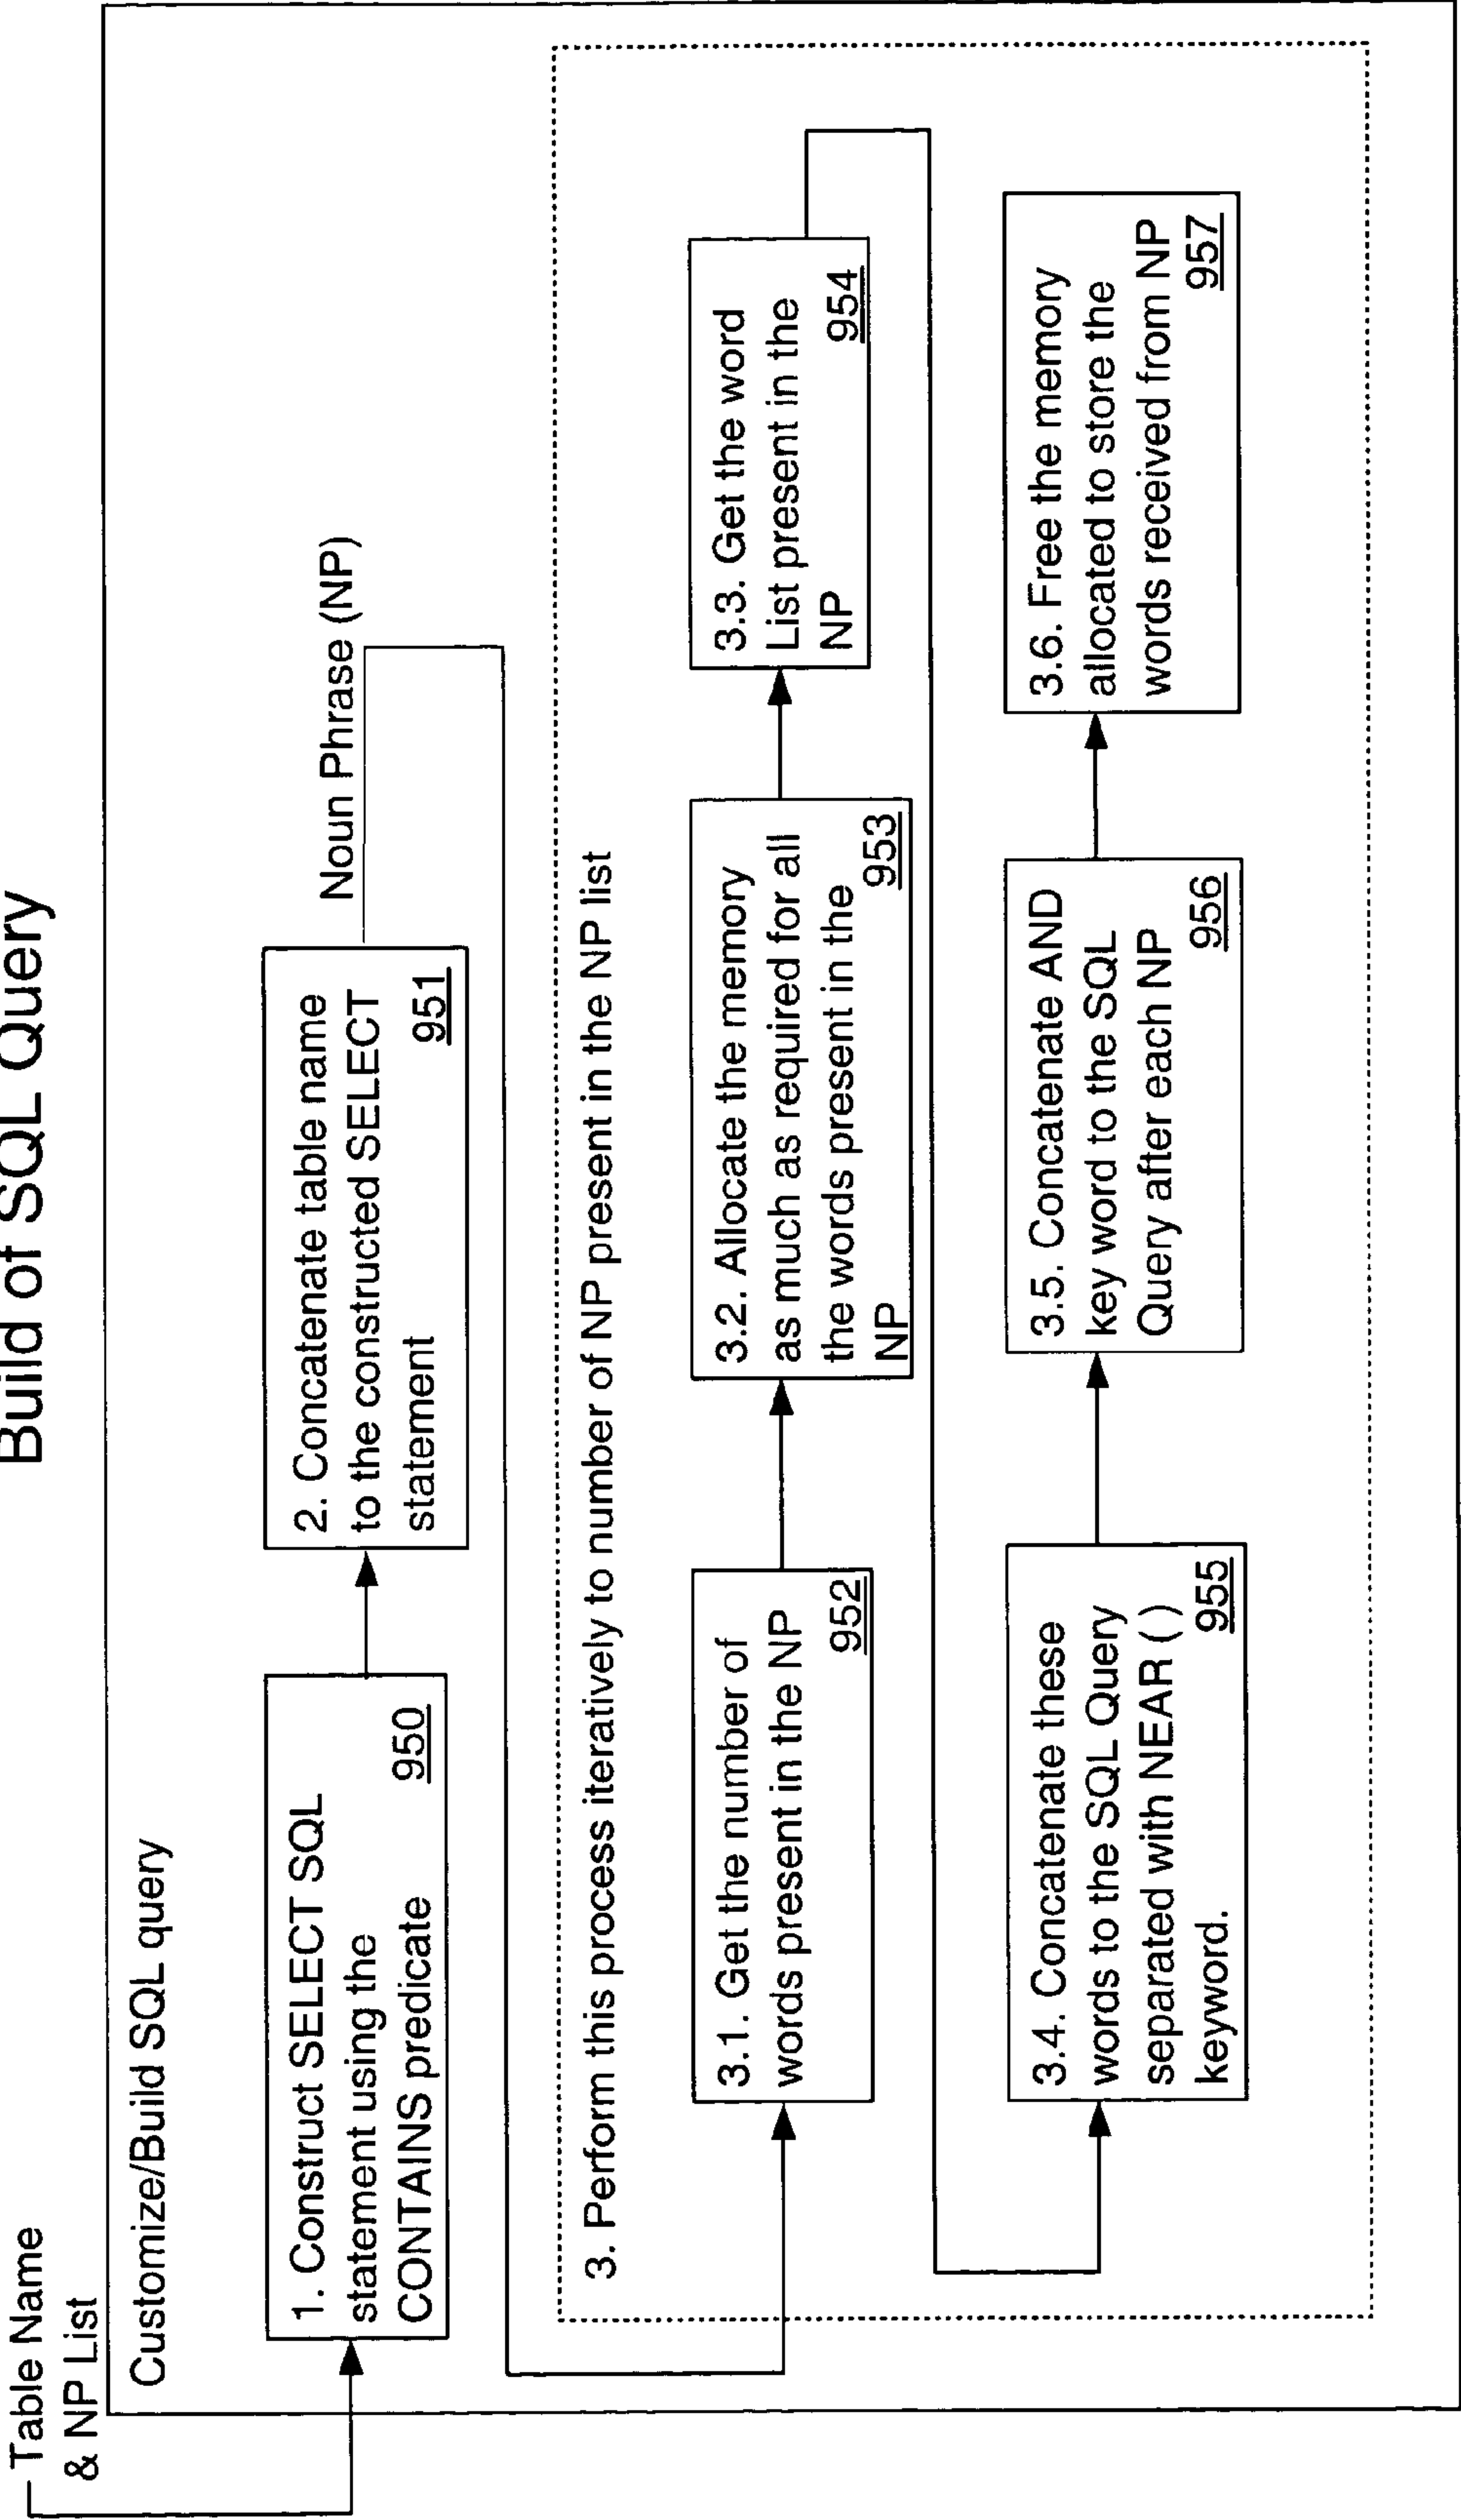 Build of SQL Query
Table Name
& NP List
Customize/Build SQL query
1. Construct SELECT SQL
statement using the
CONTAINS predicate
950
2. Concatenate table name
to the constructed SELECT
statement
951
Noun Phrase (NP)
3. Perform this process iteratively to number of NP present in the NP list
3.1. Get the number of
words present in the NP
952
3.2. Allocate the memory
as much as required for all
the words present in the
NP
953
3.3. Get the word
List present in the
NP
954
3.4. Concatenate these
words to the SQL Query
separated with NEAR ( )
keyword.
955
3.5. Concatenate AND
key word to the SQL
Query after each NP
956
3.6. Free the memory
allocated to store the
words received from NP
957